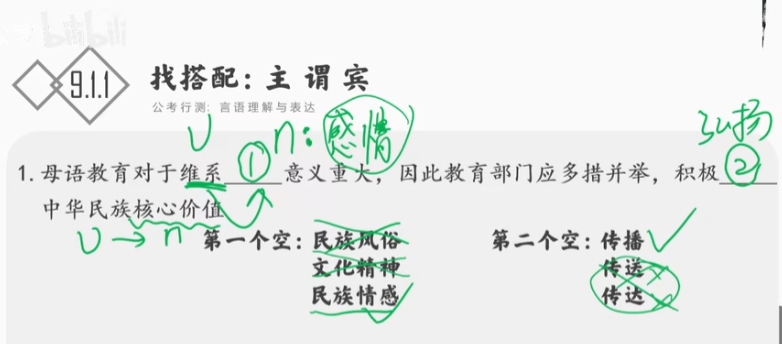 bilibili
9.1.1 找搭配：主谓宾
公考行测：言语理解与表达
U n：感情 弘扬
1. 母语教育对于维系 ① 意义重大，因此教育部门应多措并举，积极 ②
中华民族核心价值
U → n 第一个空：民族风俗 第二个空：传播
文化精神 传送
民族情感 传达